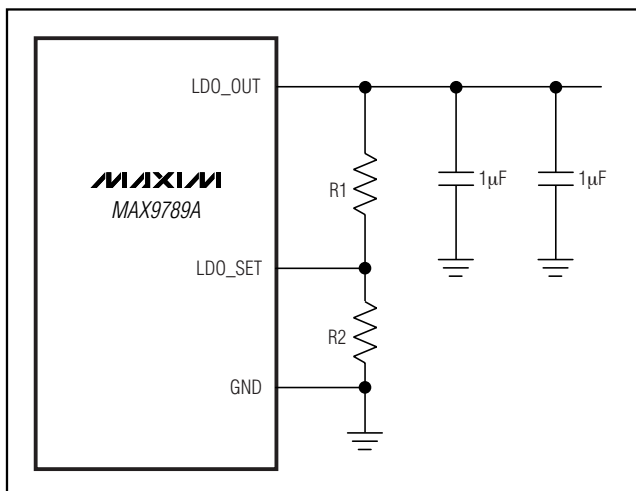 LDO_OUT
R1
1µF
1µF
MAXIM
MAX9789A
LDO_SET
R2
GND